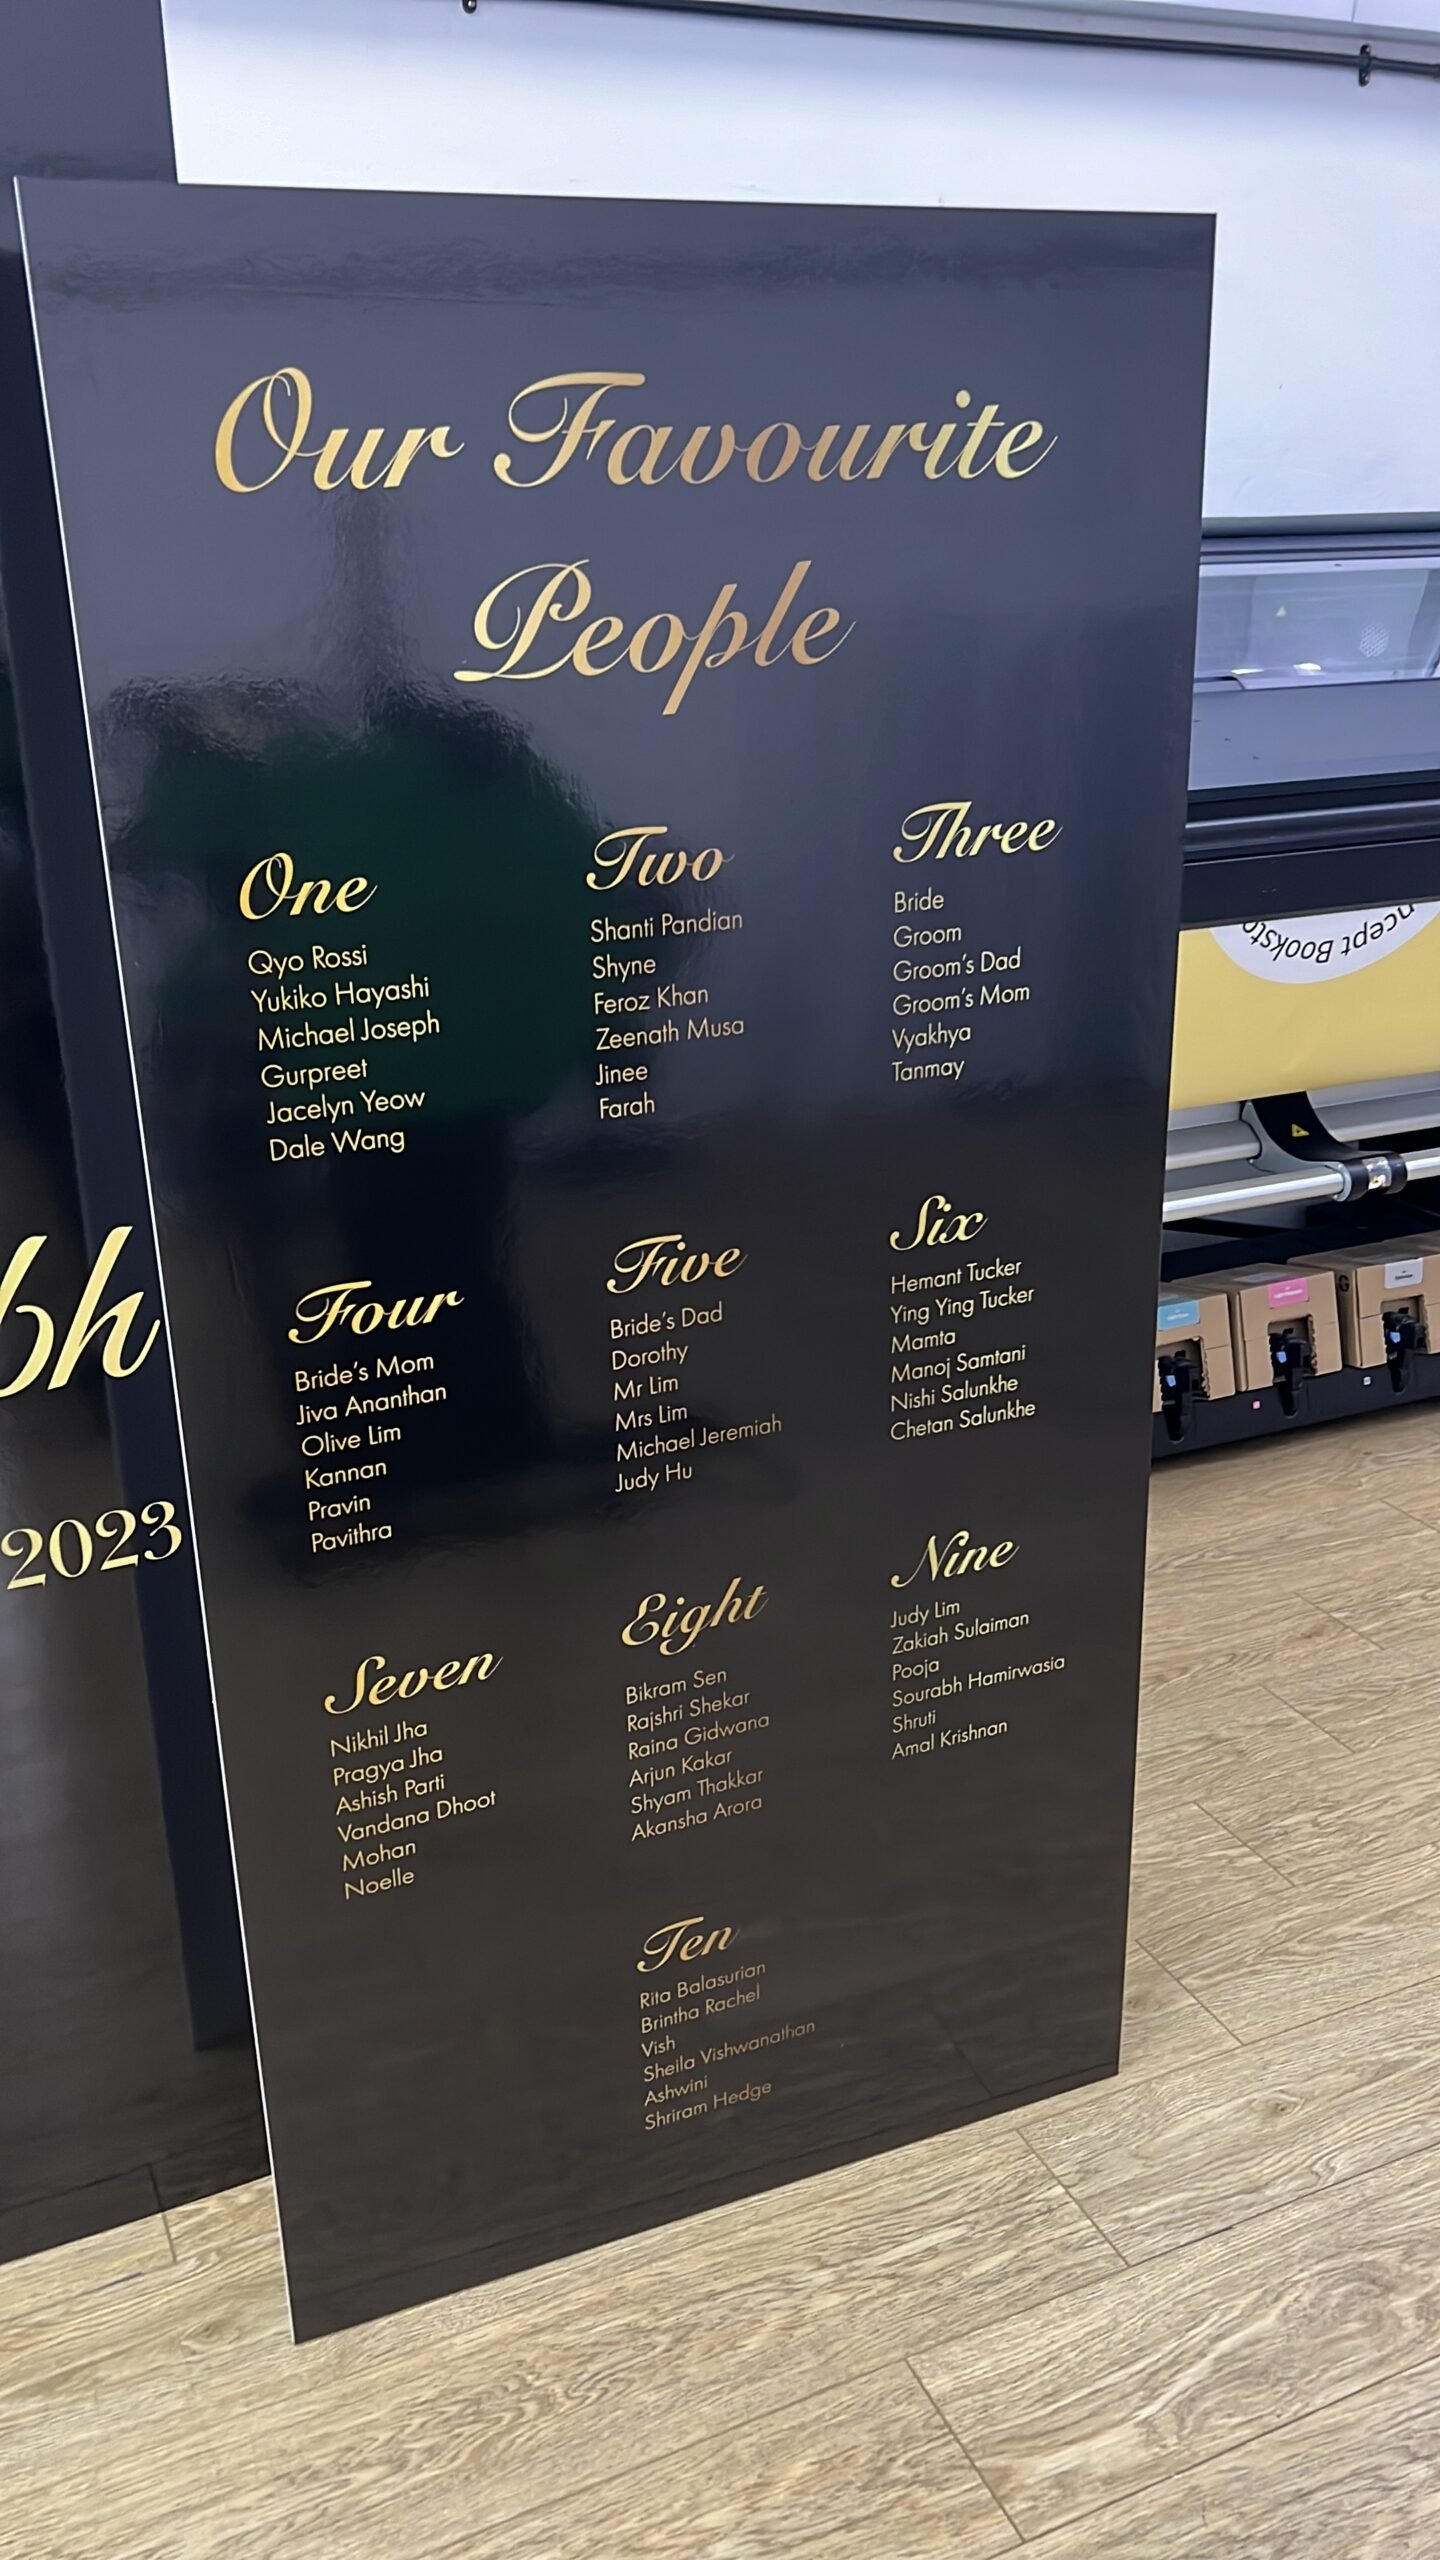 Our Favourite
People
One
Qyo Rossi
Yukiko Hayashi
Michael Joseph
Gurpreet
Jacelyn Yeow
Dale Wang
Two
Shanti Pandian
Shyne
Feroz Khan
Zeenath Musa
Jinee
Farah
Three
Bride
Groom
Groom's Dad
Groom's Mom
Vyakhya
Tanmay
Four
Bride's Mom
Jiva Ananthan
Olive Lim
Kannan
Pravin
Pavithra
Five
Bride's Dad
Dorothy
Mr Lim
Mrs Lim
Michael Jeremiah
Judy Hu
Six
Hemant Tucker
Ying Ying Tucker
Mamta
Manoj Samtani
Nishi Salunkhe
Chetan Salunkhe
Seven
Nikhil Jha
Pragya Jha
Ashish Parti
Vandana Dhoot
Mohan
Noelle
Eight
Bikram Sen
Rajshri Shekar
Raina Gidwana
Arjun Kakar
Shyam Thakkar
Akansha Arora
Nine
Judy Lim
Zakiah Sulaiman
Pooja
Sourabh Hamirwasia
Shruti
Amal Krishnan
Ten
Rita Balasurian
Brintha Rachel
Vish
Sheila Vishwanathan
Ashwini
Shriram Hedge
bh
2023
ncept Booksto